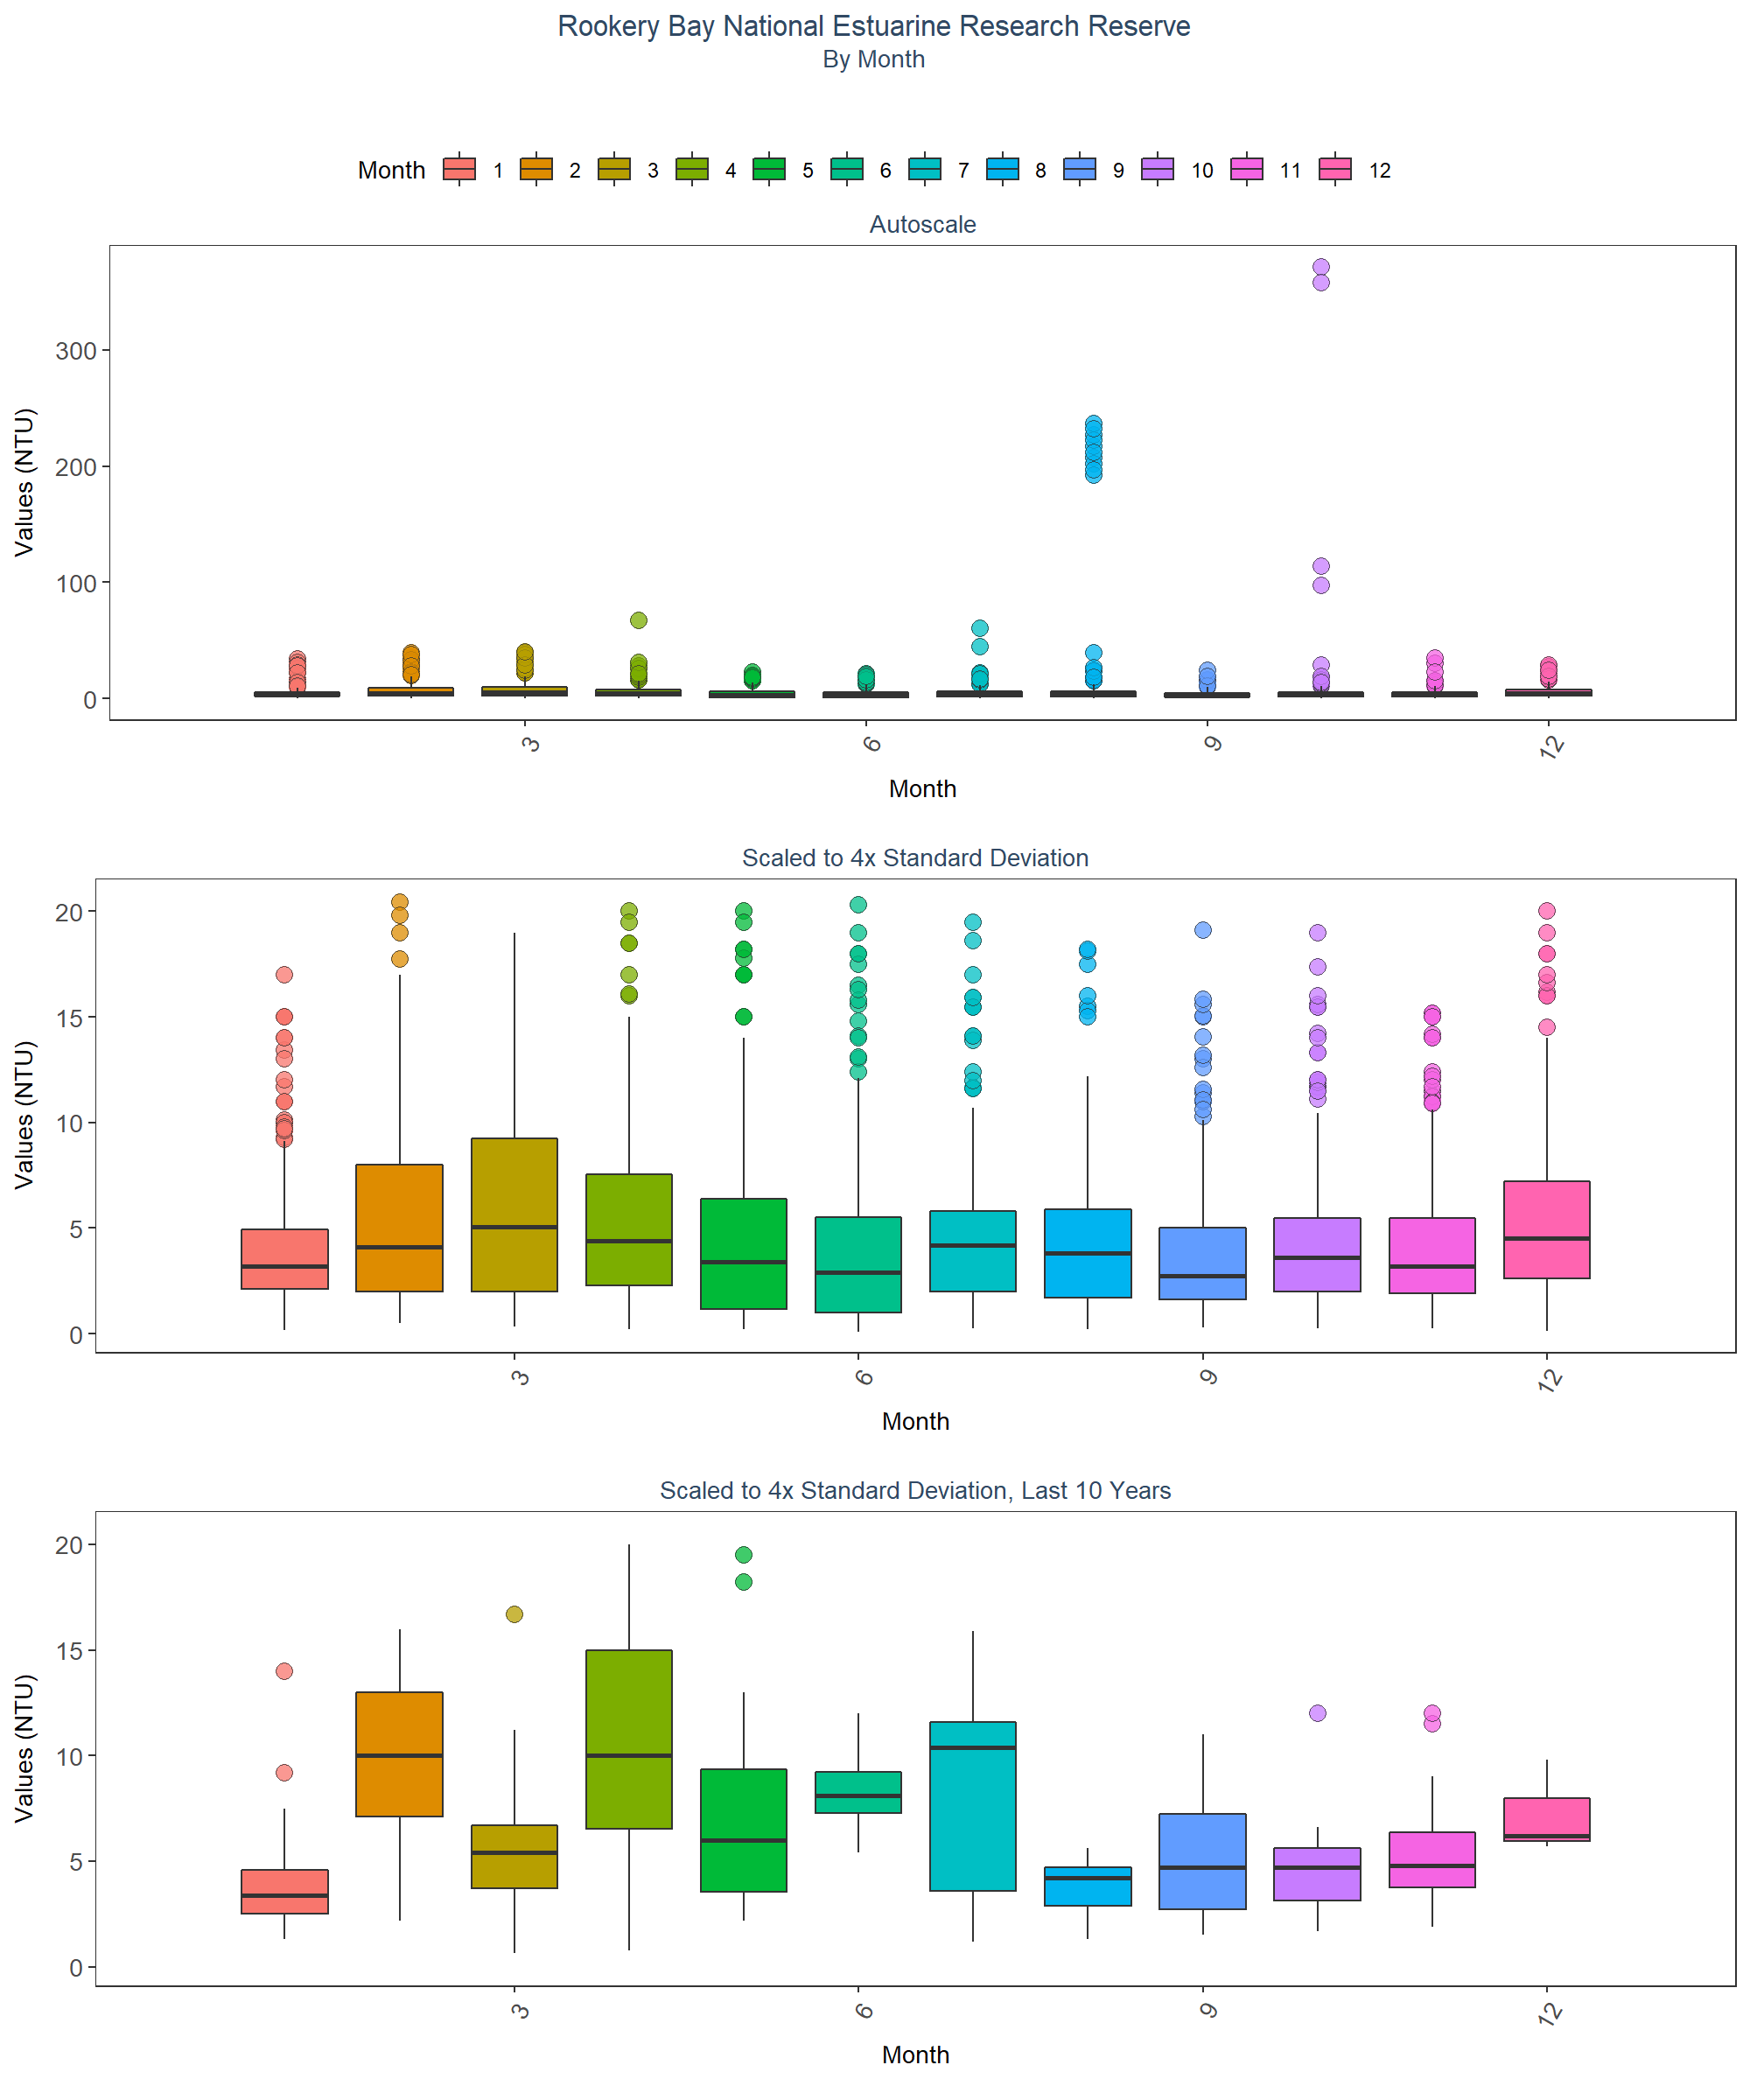 Rookery Bay National Estuarine Research Reserve
By Month
Month 1 2 3 4 5 6 7 8 9 10 11 12
Autoscale
Values (NTU)
300
200
100
0
3 6 9 12
Month
Scaled to 4x Standard Deviation
Values (NTU)
20
15
10
5
0
3 6 9 12
Month
Scaled to 4x Standard Deviation, Last 10 Years
Values (NTU)
20
15
10
5
0
3 6 9 12
Month